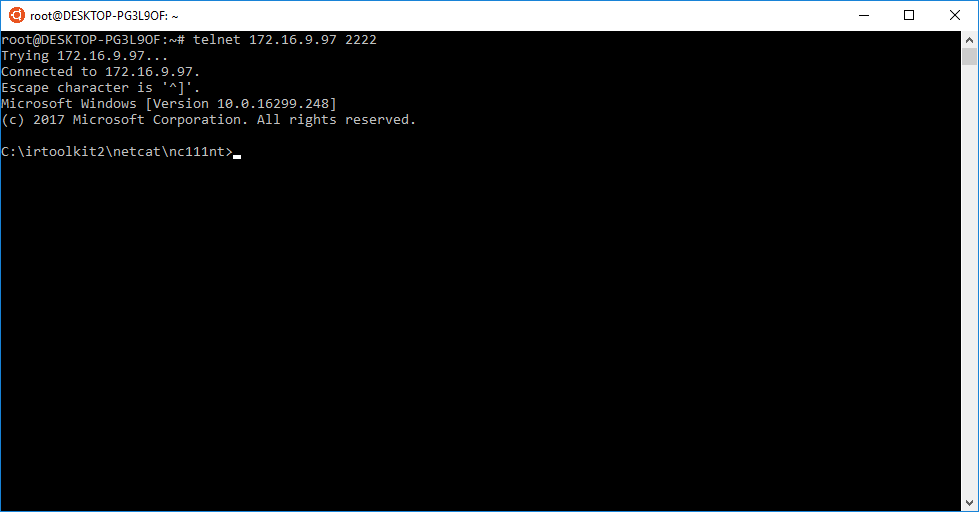 root@DESKTOP-PG3L9OF: ~
root@DESKTOP-PG3L9OF:~# telnet 172.16.9.97 2222
Trying 172.16.9.97...
Connected to 172.16.9.97.
Escape character is '^]'.
Microsoft Windows [Version 10.0.16299.248]
(c) 2017 Microsoft Corporation. All rights reserved.
C:\irtoolkit2\netcat\nc111nt>